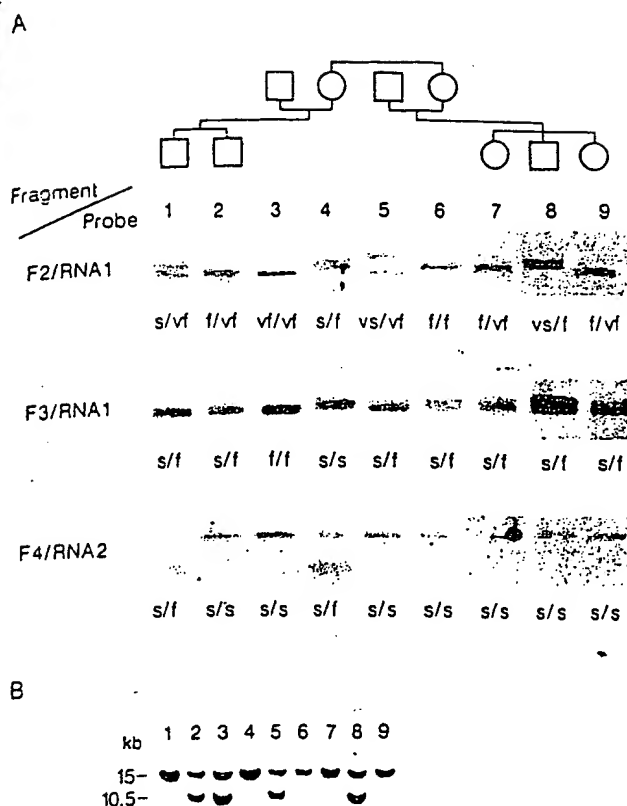 A
Fragment
Probe
1 2 3 4 5 6 7 8 9
F2/RNA1
s/vf f/vf vf/vf s/f vs/vf f/f f/vf vs/f f/vf
F3/RNA1
s/f s/f f/f s/s s/f s/f s/f s/f s/f
F4/RNA2
s/f s/s s/s s/f s/s s/s s/s s/s s/s
B
kb 1 2 3 4 5 6 7 8 9
15-
10.5-